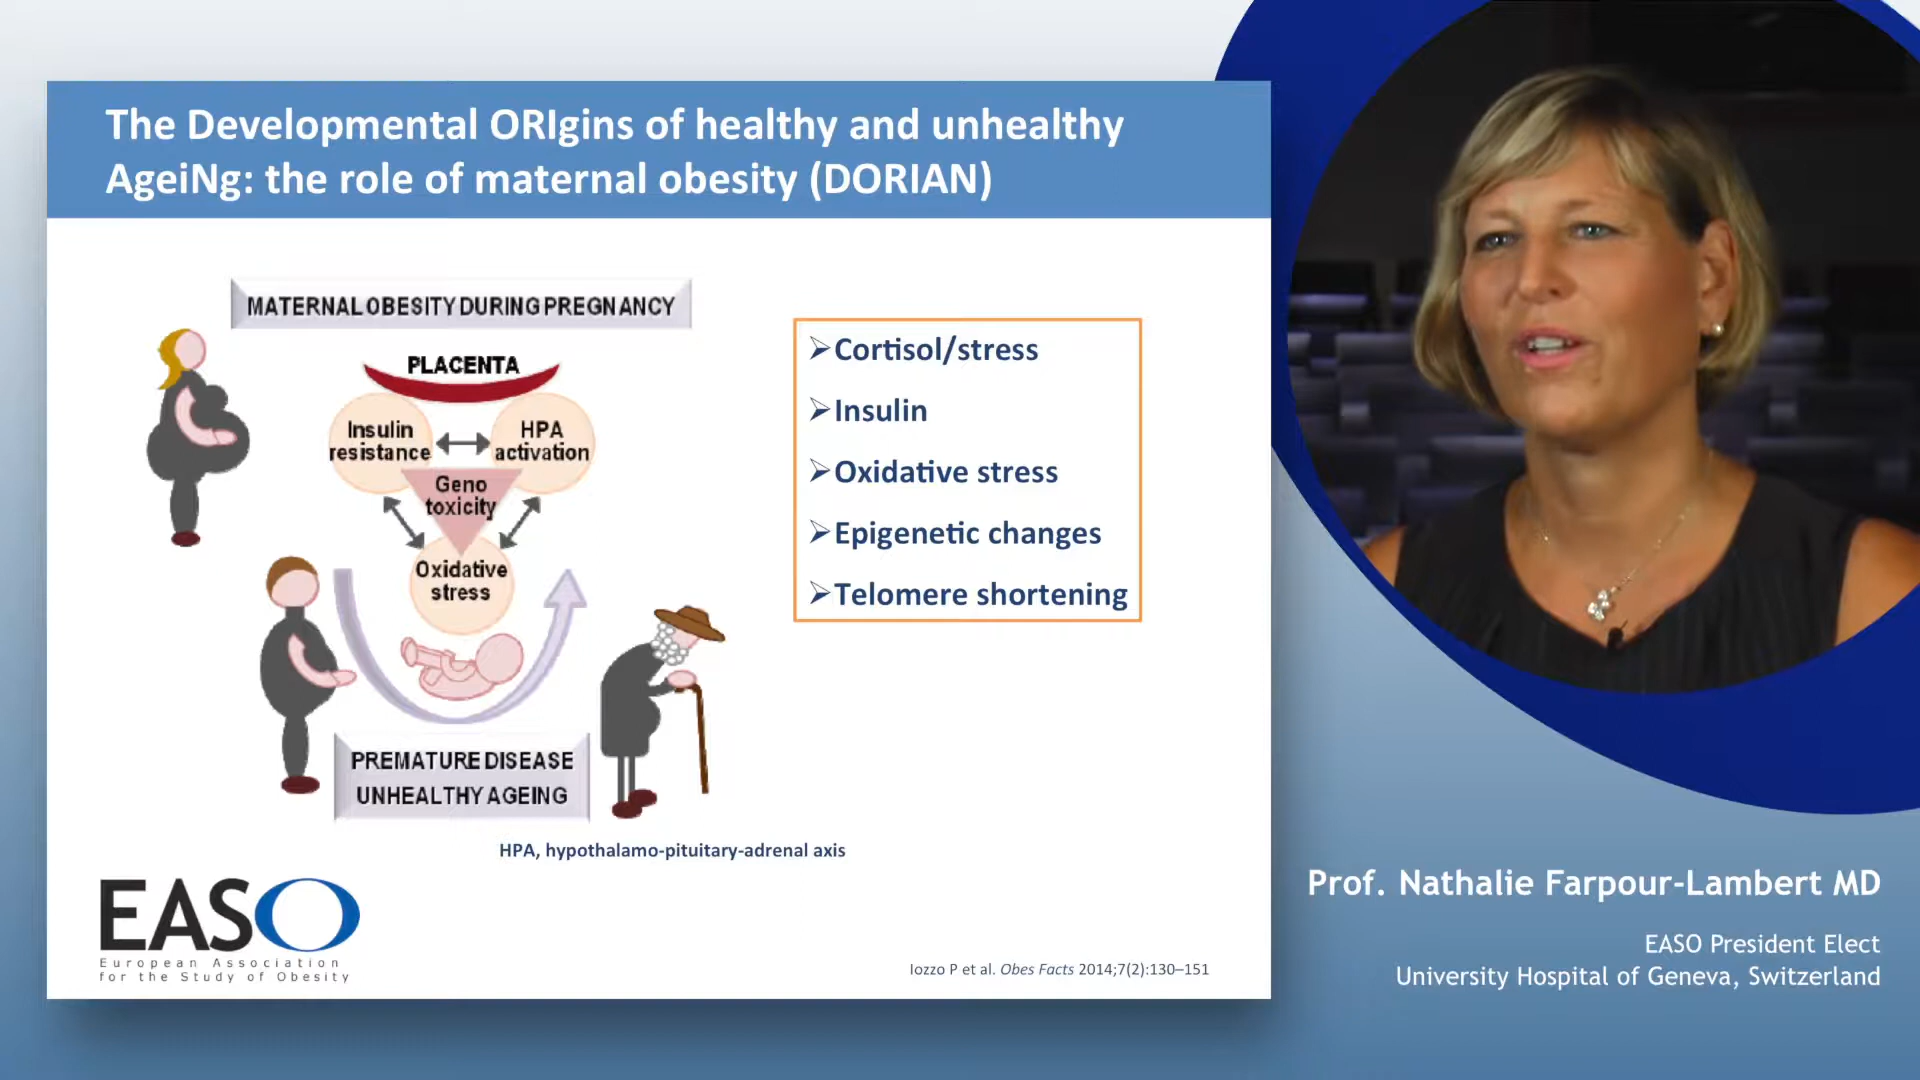 The Developmental ORIgins of healthy and unhealthy
AgeiNg: the role of maternal obesity (DORIAN)
MATERNAL OBESITY DURING PREGNANCY
PLACENTA
Insulin
resistance
HPA
activation
Geno
toxicity
Oxidative
stress
PREMATURE DISEASE
UNHEALTHY AGEING
➢Cortisol/stress
➢Insulin
➢Oxidative stress
➢Epigenetic changes
➢Telomere shortening
HPA, hypothalamo-pituitary-adrenal axis
EASO
European Association
for the Study of Obesity
Iozzo P et al. Obes Facts 2014;7(2):130–151
Prof. Nathalie Farpour-Lambert MD
EASO President Elect
University Hospital of Geneva, Switzerland